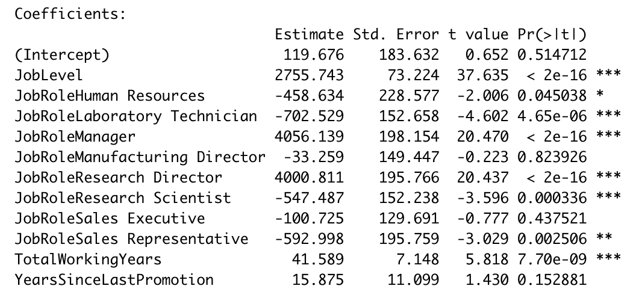 Coefficients:
Estimate Std. Error t value Pr(>|t|)
(Intercept) 119.676 183.632 0.652 0.514712
JobLevel 2755.743 73.224 37.635 < 2e-16 ***
JobRoleHuman Resources -458.634 228.577 -2.006 0.045038 *
JobRoleLaboratory Technician -702.529 152.658 -4.602 4.65e-06 ***
JobRoleManager 4056.139 198.154 20.470 < 2e-16 ***
JobRoleManufacturing Director -33.259 149.447 -0.223 0.823926
JobRoleResearch Director 4000.811 195.766 20.437 < 2e-16 ***
JobRoleResearch Scientist -547.487 152.238 -3.596 0.000336 ***
JobRoleSales Executive -100.725 129.691 -0.777 0.437521
JobRoleSales Representative -592.998 195.759 -3.029 0.002506 **
TotalWorkingYears 41.589 7.148 5.818 7.70e-09 ***
YearsSinceLastPromotion 15.875 11.099 1.430 0.152881